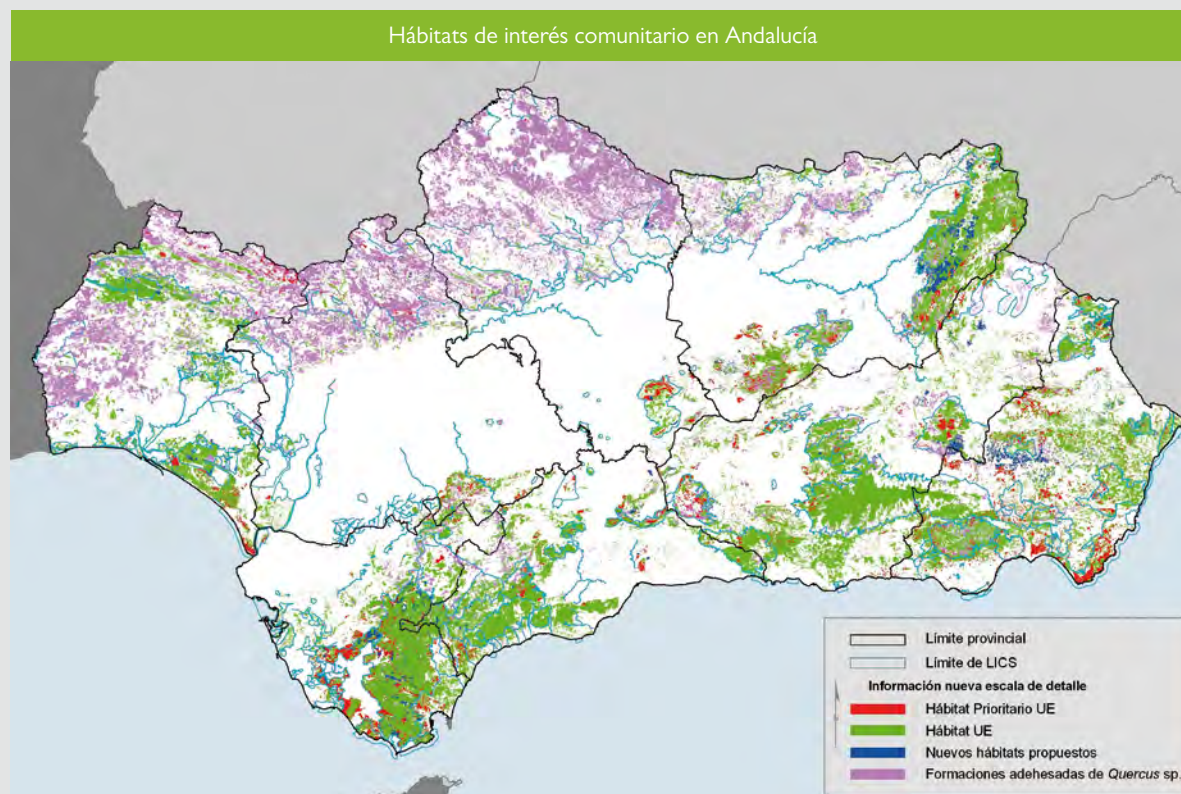 Hábitats de interés comunitario en Andalucía
Límite provincial
Límite de LICS
Información nueva escala de detalle
Hábitat Prioritario UE
Hábitat UE
Nuevos hábitats propuestos
Formaciones adehesadas de Quercus sp.